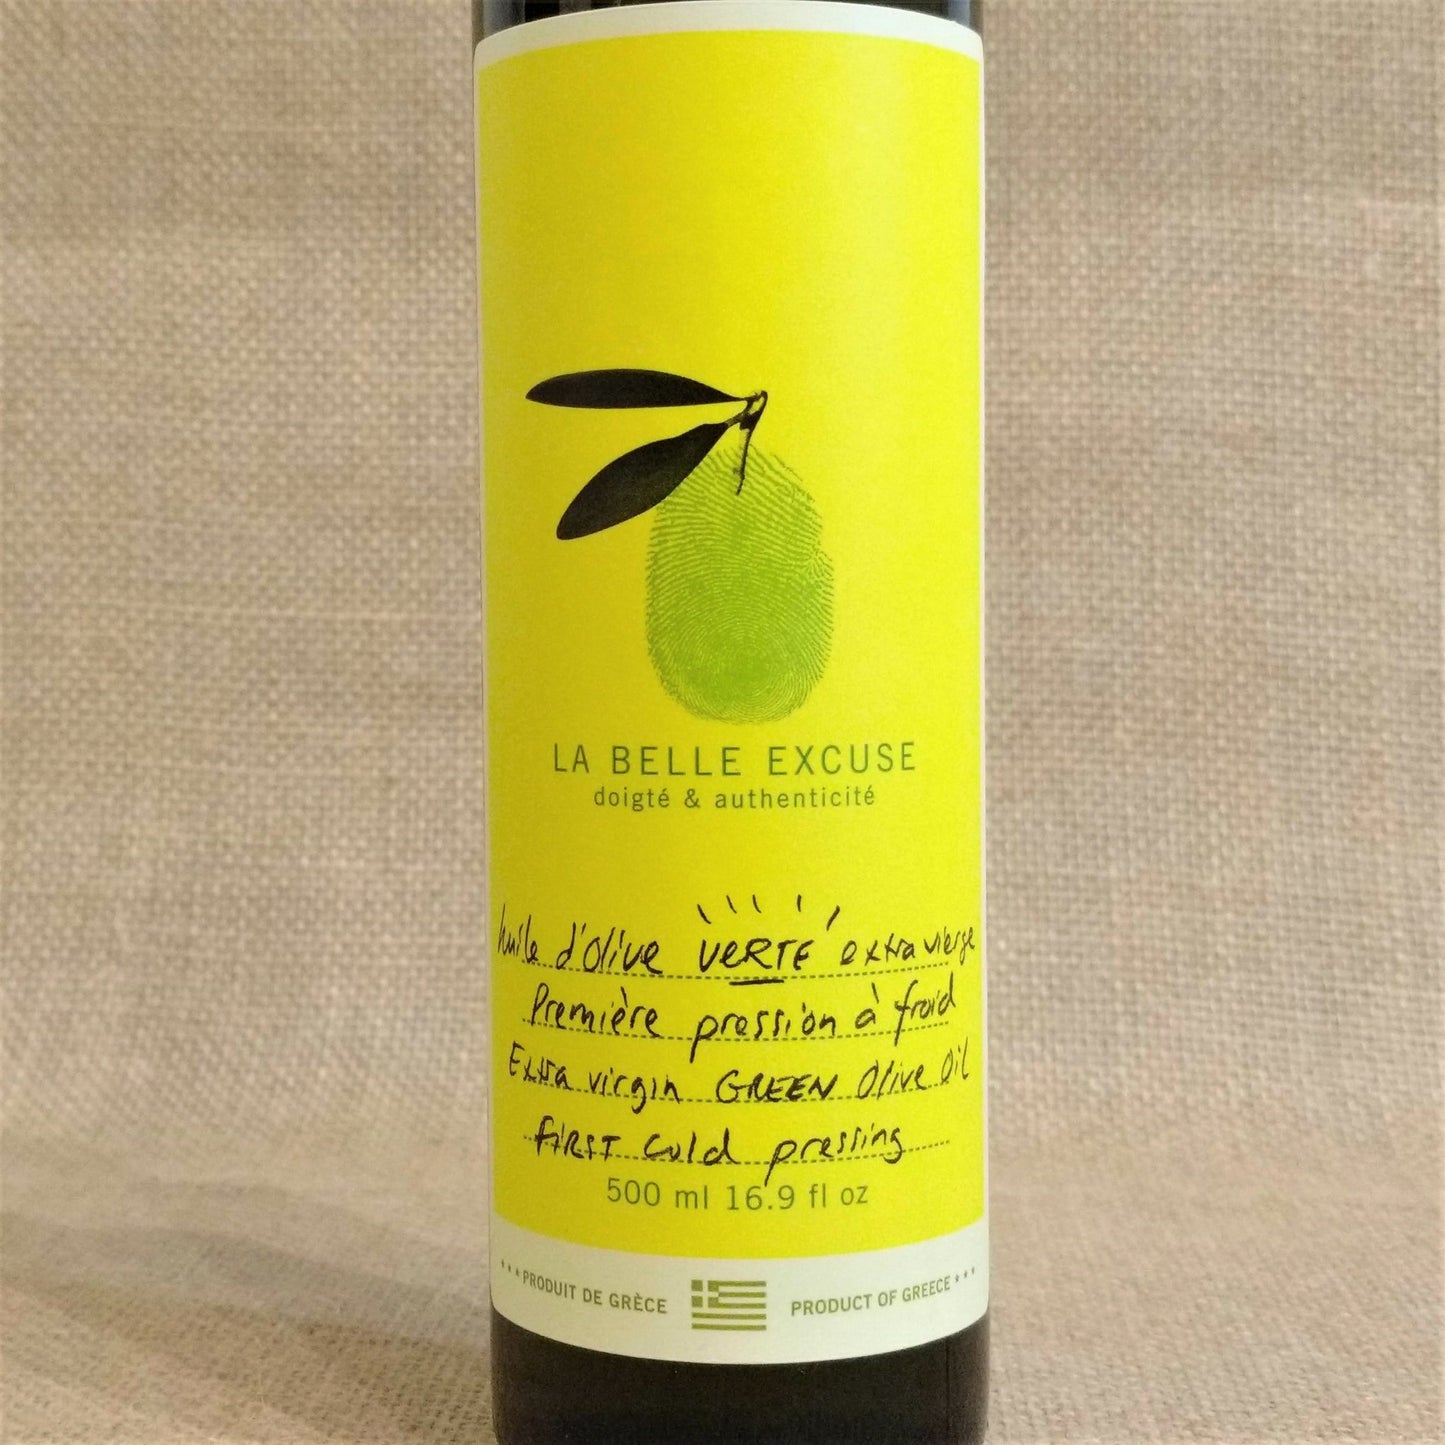 LA BELLE EXCUSE
doigté & authenticité
huile d'olive VERTE extra vierge
Première pression à froid
Extra virgin GREEN Olive Oil
FIRST cold pressing
500 ml 16.9 fl oz
***PRODUIT DE GRÈCE PRODUCT OF GREECE***